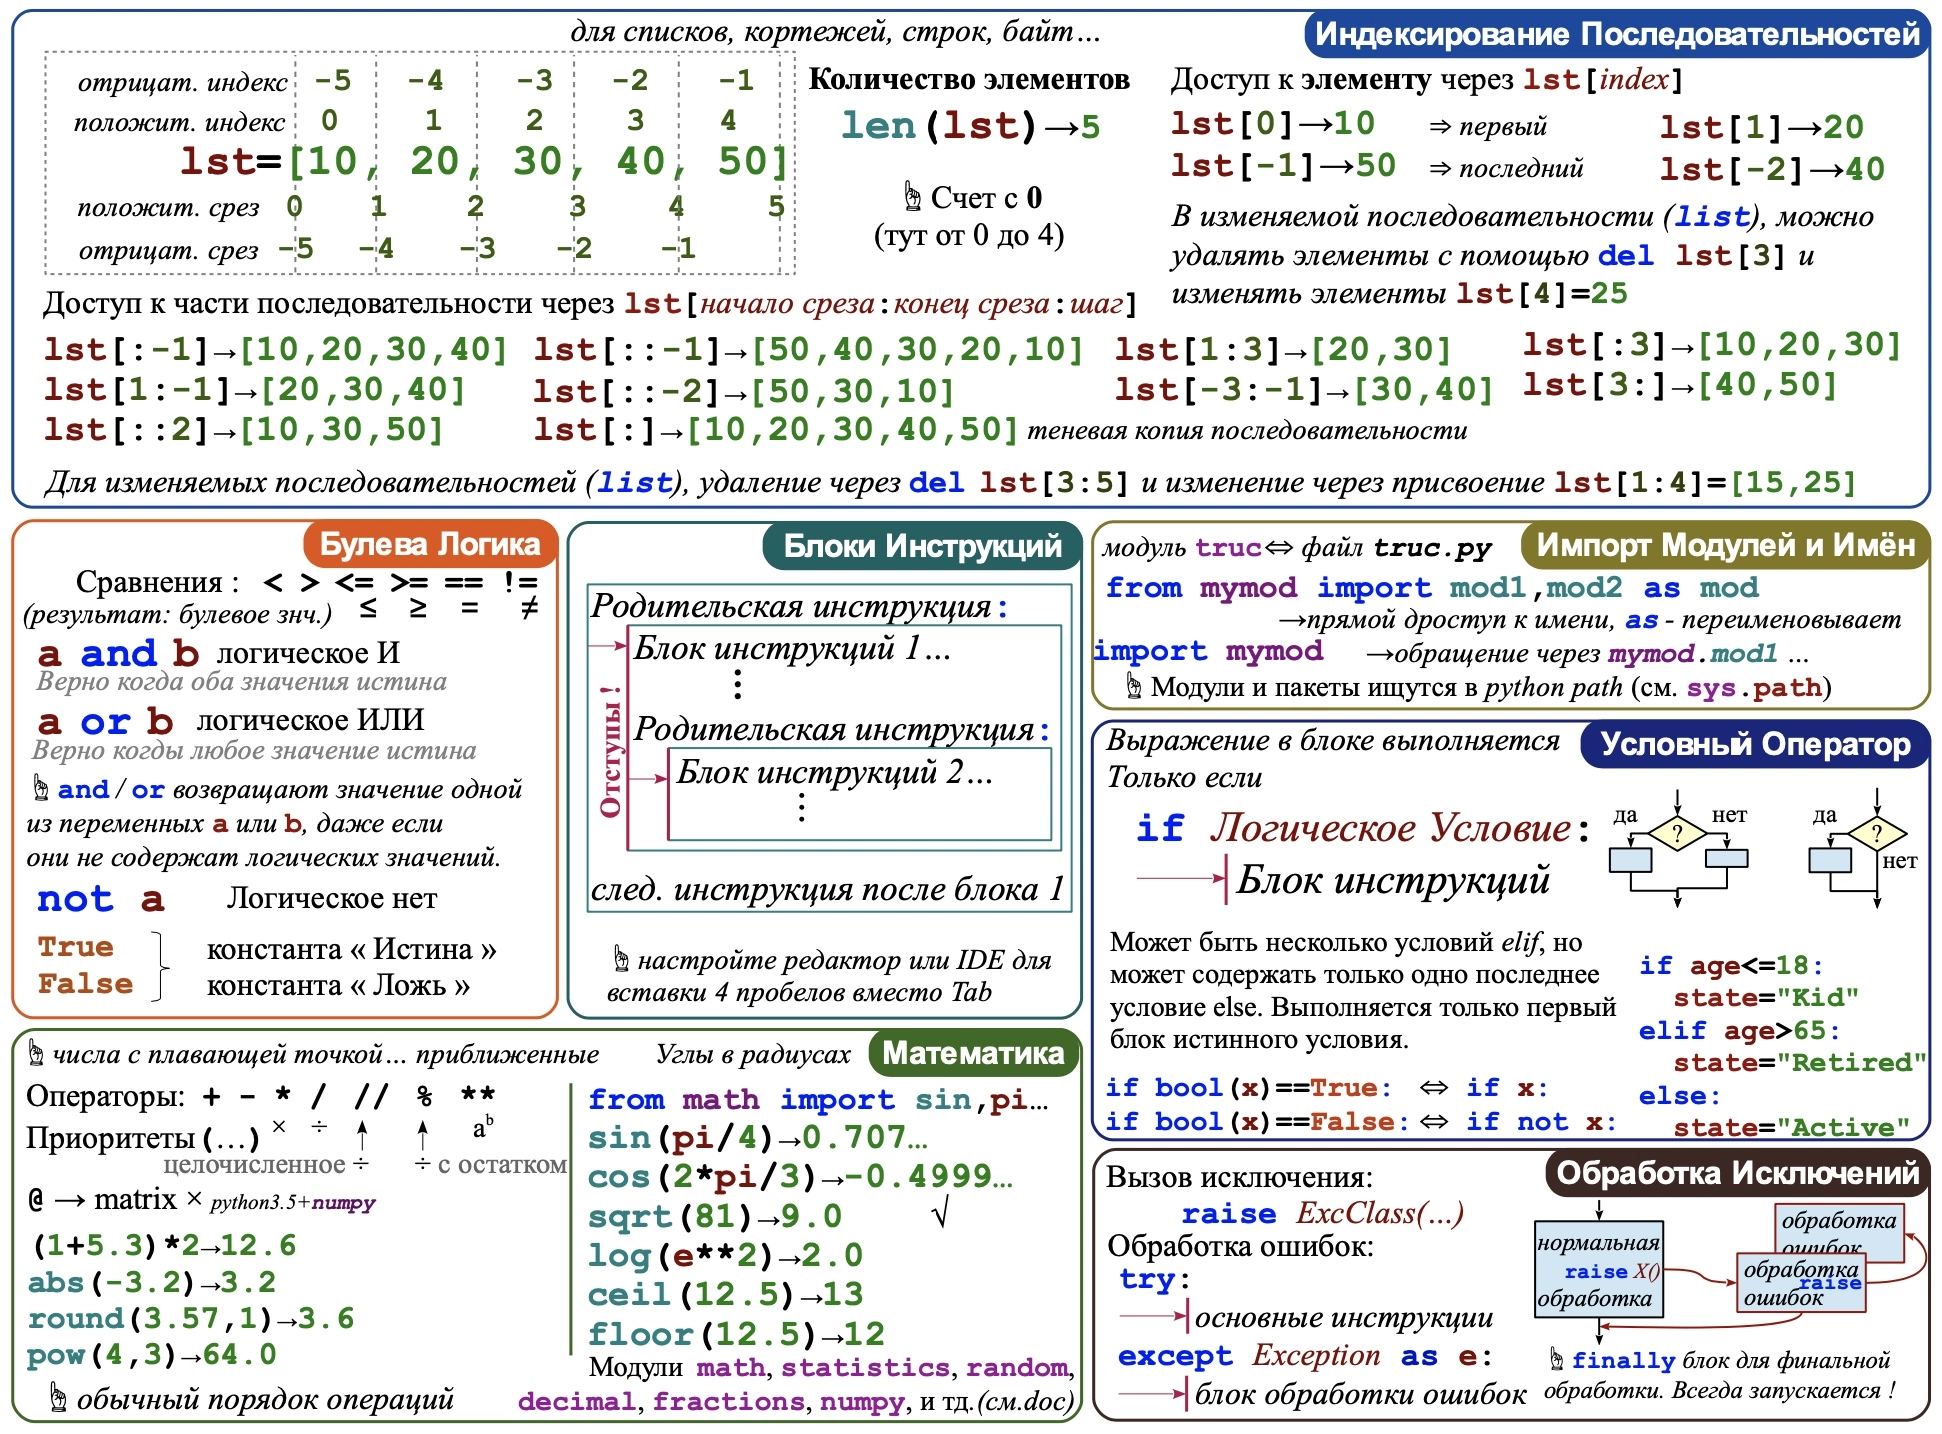 для списков, кортежей, строк, байт…
Индексирование Последовательностей
отрицат. индекс -5 -4 -3 -2 -1
положит. индекс 0 1 2 3 4
lst=[10, 20, 30, 40, 50]
положит. срез 0 1 2 3 4 5
отрицат. срез -5 -4 -3 -2 -1
Количество элементов
len(lst)→5
☝ Счет с 0
(тут от 0 до 4)
Доступ к элементу через lst[index]
lst[0]→10 ⇒ первый lst[1]→20
lst[-1]→50 ⇒ последний lst[-2]→40
В изменяемой последовательности (list), можно
удалять элементы с помощью del lst[3] и
изменять элементы lst[4]=25
Доступ к части последовательности через lst[начало среза:конец среза:шаг]
lst[:-1]→[10,20,30,40] lst[::-1]→[50,40,30,20,10] lst[1:3]→[20,30] lst[:3]→[10,20,30]
lst[1:-1]→[20,30,40] lst[::-2]→[50,30,10] lst[-3:-1]→[30,40] lst[3:]→[40,50]
lst[::2]→[10,30,50] lst[:]→[10,20,30,40,50] теневая копия последовательности
Для изменяемых последовательностей (list), удаление через del lst[3:5] и изменение через присвоение lst[1:4]=[15,25]
Булева Логика
Сравнения : < > <= >= == !=
(результат: булевое знч.) ≤ ≥ = ≠
a and b логическое И
Верно когда оба значения истина
a or b логическое ИЛИ
Верно когды любое значение истина
☝ and / or возвращают значение одной
из переменных a или b, даже если
они не содержат логических значений.
not a Логическое нет
True константа « Истина »
False константа « Ложь »
Блоки Инструкций
Родительская инструкция:
Блок инструкций 1…
⋮
Родительская инструкция:
Отступы !
Блок инструкций 2…
⋮
след. инструкция после блока 1
☝ настройте редактор или IDE для
вставки 4 пробелов вместо Tab
Импорт Модулей и Имён
модуль truc⇔ файл truc.py
from mymod import mod1,mod2 as mod
→прямой дроступ к имени, as - переименовывает
import mymod →обращение через mymod.mod1 …
☝ Модули и пакеты ищутся в python path (см. sys.path)
Условный Оператор
Выражение в блоке выполняется
Только если
if Логическое Условие:
Блок инструкций
да ? нет
да ?
нет
Может быть несколько условий elif, но
может содержать только одно последнее
условие else. Выполняется только первый
блок истинного условия.
if bool(x)==True: ⇔ if x:
if bool(x)==False: ⇔ if not x:
if age<=18:
state="Kid"
elif age>65:
state="Retired"
else:
state="Active"
Математика
☝ числа с плавающей точкой… приближенные Углы в радиусах
Операторы: + - * / // % **
Приоритеты (…) × ÷ ↑ ↑ aᵇ
целочисленное ÷ ÷ с остатком
@ → matrix × python3.5+numpy
(1+5.3)*2→12.6
abs(-3.2)→3.2
round(3.57,1)→3.6
pow(4,3)→64.0
☝ обычный порядок операций
from math import sin,pi…
sin(pi/4)→0.707…
cos(2*pi/3)→-0.4999…
sqrt(81)→9.0 √
log(e**2)→2.0
ceil(12.5)→13
floor(12.5)→12
Модули math, statistics, random,
decimal, fractions, numpy, и тд.(см.doc)
Обработка Исключений
Вызов исключения:
raise ExcClass(…)
Обработка ошибок:
try:
основные инструкции
except Exception as e:
блок обработки ошибок
нормальная
raise X()
обработка
обработка
ошибок
обработка
raise
ошибок
☝ finally блок для финальной
обработки. Всегда запускается !